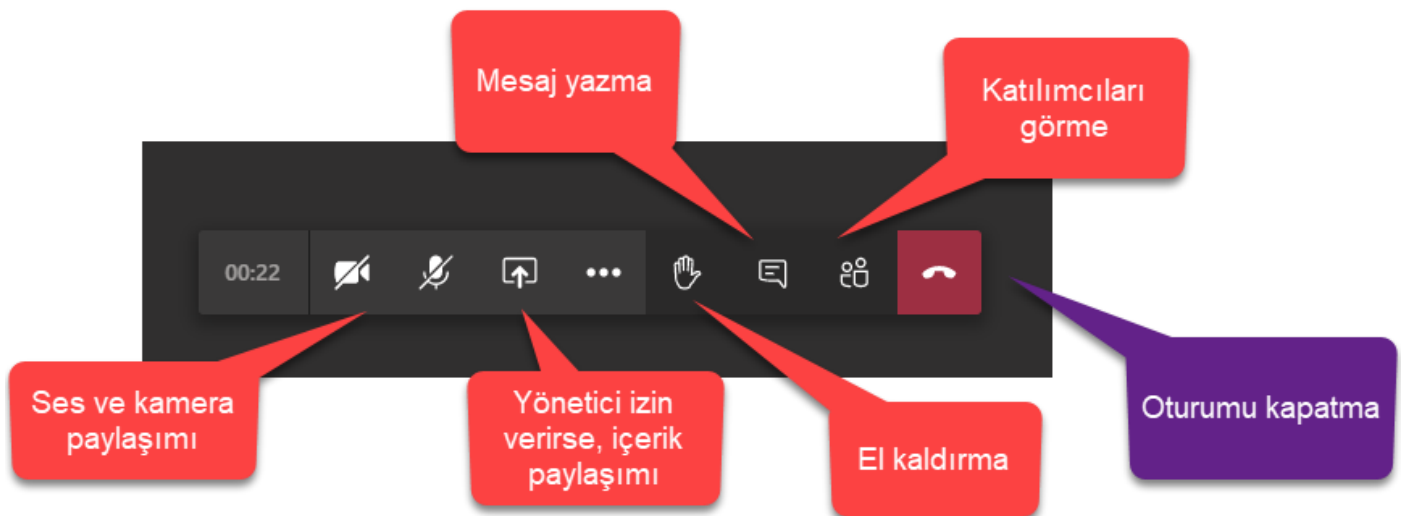 Mesaj yazma
Katılımcıları
görme
00:22
Ses ve kamera
paylaşımı
Yönetici izin
verirse, içerik
paylaşımı
El kaldırma
Oturumu kapatma